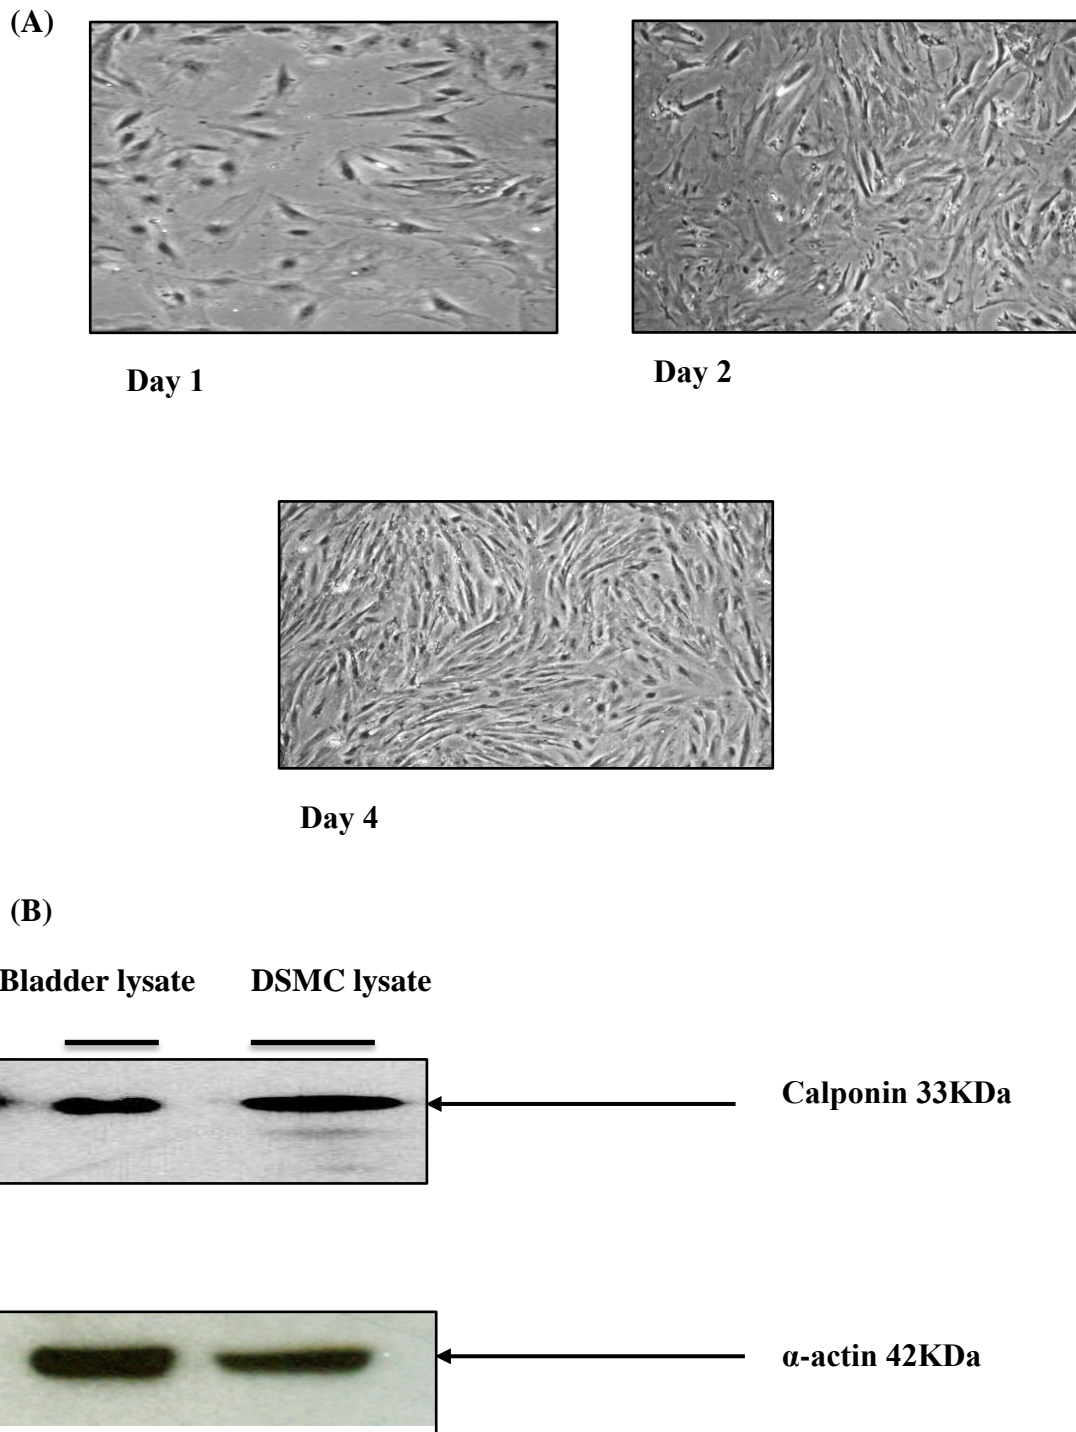 (A)
Day 1
Day 2
Day 4
(B)
Bladder lysate
DSMC lysate
Calponin 33KDa
α-actin 42KDa